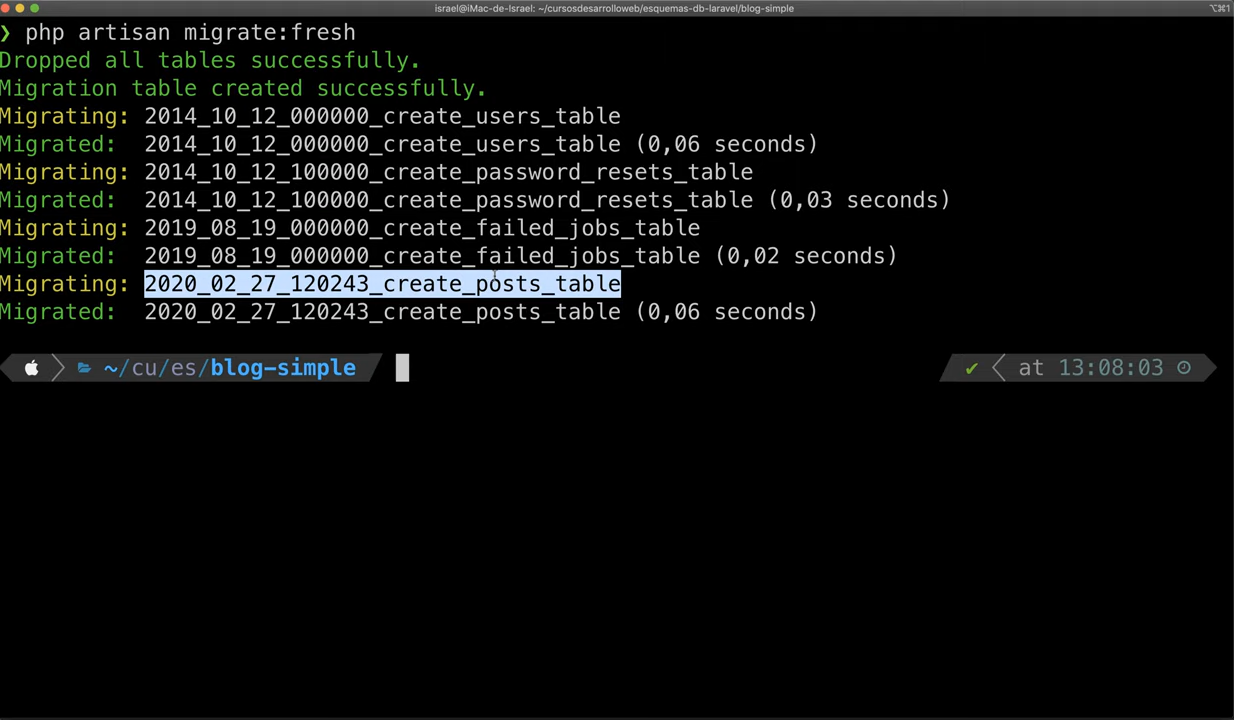 israel@iMac-de-Israel: ~/cursosdesarrolloweb/esquemas-db-laravel/blog-simple
⌥⌘1
❯ php artisan migrate:fresh
Dropped all tables successfully.
Migration table created successfully.
Migrating: 2014_10_12_000000_create_users_table
Migrated:  2014_10_12_000000_create_users_table (0,06 seconds)
Migrating: 2014_10_12_100000_create_password_resets_table
Migrated:  2014_10_12_100000_create_password_resets_table (0,03 seconds)
Migrating: 2019_08_19_000000_create_failed_jobs_table
Migrated:  2019_08_19_000000_create_failed_jobs_table (0,02 seconds)
Migrating: 2020_02_27_120243_create_posts_table
Migrated:  2020_02_27_120243_create_posts_table (0,06 seconds)
~/cu/es/blog-simple ✔ at 13:08:03